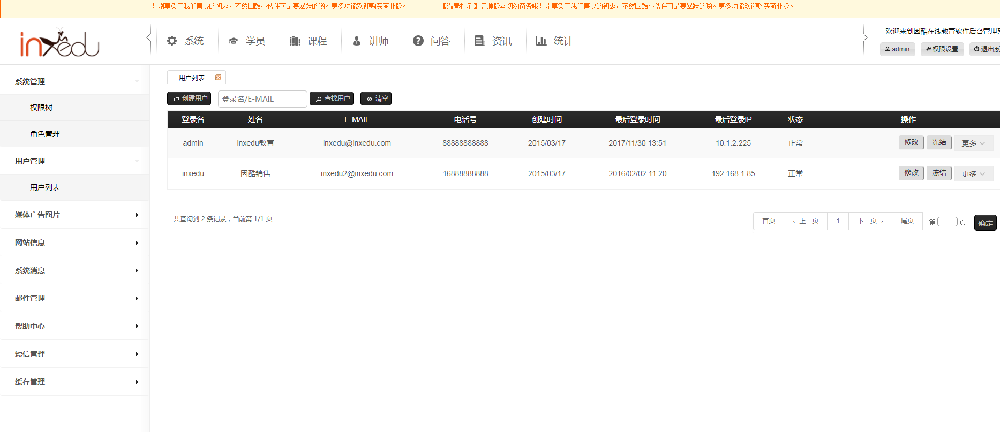 ！别辜负了我们善良的初衷，不然因酷小伙伴可是要暴躁的哟。更多功能欢迎购买商业版。 【温馨提示】开源版本切勿商务哦！别辜负了我们善良的初衷，不然因酷小伙伴可是要暴躁的哟。更多功能欢迎购买商业版。
inxedu
系统 学员 课程 讲师 问答 资讯 统计
欢迎来到因酷在线教育软件后台管理系
admin 权限设置 退出系
系统管理
权限树
角色管理
用户管理
用户列表
媒体广告图片
网站信息
系统消息
邮件管理
帮助中心
短信管理
缓存管理
用户列表
创建用户 登录名/E-MAIL 查找用户 清空
登录名 姓名 E-MAIL 电话号 创建时间 最后登录时间 最后登录IP 状态 操作
admin inxedu教育 inxedu@inxedu.com 88888888888 2015/03/17 2017/11/30 13:51 10.1.2.225 正常 修改 冻结 更多
inxedu 因酷销售 inxedu2@inxedu.com 16888888888 2015/03/17 2016/02/02 11:20 192.168.1.85 正常 修改 冻结 更多
共查询到 2 条记录，当前第 1/1 页
首页 ←上一页 1 下一页→ 尾页 第 页 确定